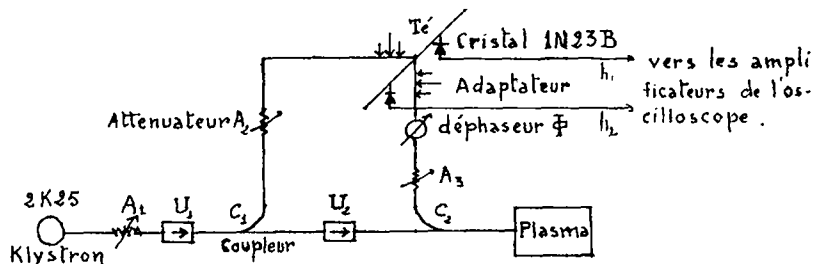 Té
Cristal 1N23B
h₁
vers les ampli
ficateurs de l'os-
cilloscope.
Adaptateur
h₂
Attenuateur A₂
déphaseur Φ
A₃
2K25
Klystron
A₁
U₁
C₁
Coupleur
U₂
C₂
Plasma